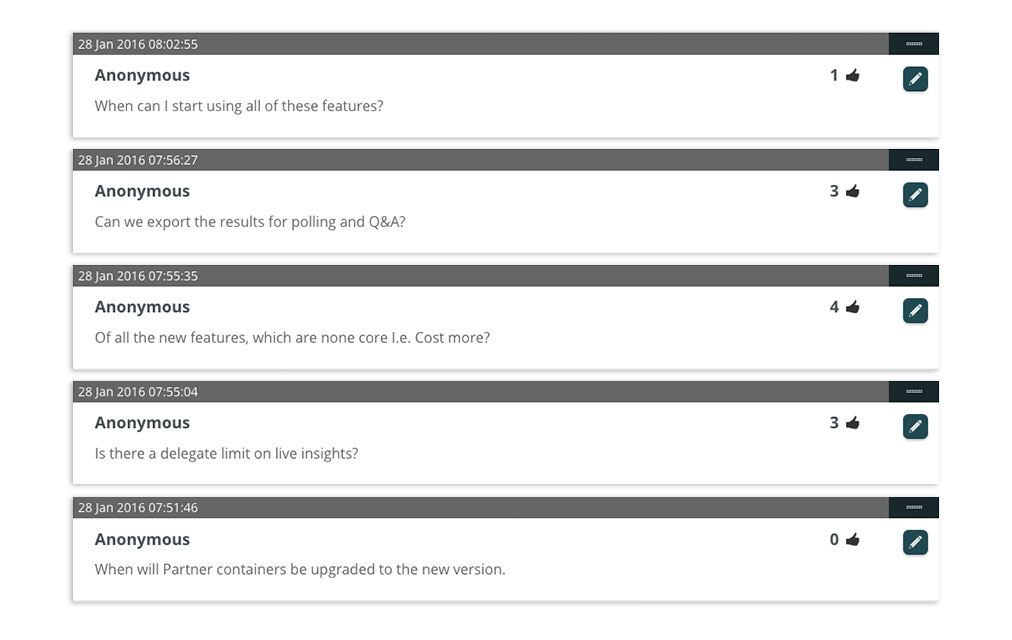 28 Jan 2016 08:02:55
Anonymous 1
When can I start using all of these features?
28 Jan 2016 07:56:27
Anonymous 3
Can we export the results for polling and Q&A?
28 Jan 2016 07:55:35
Anonymous 4
Of all the new features, which are none core I.e. Cost more?
28 Jan 2016 07:55:04
Anonymous 3
Is there a delegate limit on live insights?
28 Jan 2016 07:51:46
Anonymous 0
When will Partner containers be upgraded to the new version.